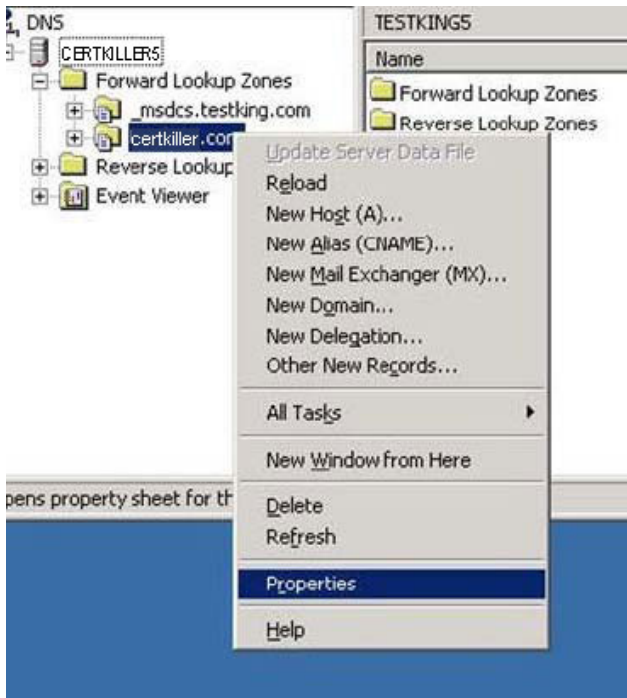 DNS
TESTKING5
CERTKILLER5
Name
Forward Lookup Zones
Forward Lookup Zones
_msdcs.testking.com
Reverse Lookup Zones
certkiller.com
Reverse Lookup
Event Viewer
Update Server Data File
Reload
New Host (A)...
New Alias (CNAME)...
New Mail Exchanger (MX)...
New Domain...
New Delegation...
Other New Records...
All Tasks
New Window from Here
pens property sheet for th
Delete
Refresh
Properties
Help